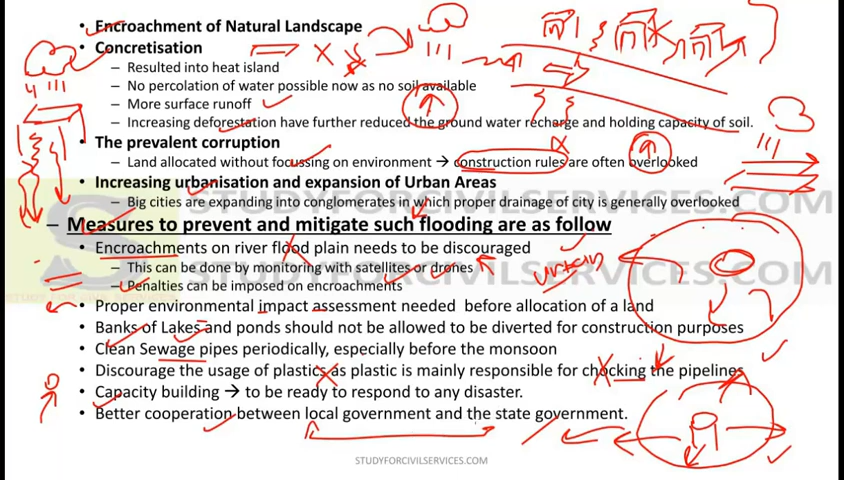 Encroachment of Natural Landscape
Concretisation
– Resulted into heat island
– No percolation of water possible now as no soil available
– More surface runoff
– Increasing deforestation have further reduced the ground water recharge and holding capacity of soil.
The prevalent corruption
– Land allocated without focussing on environment → construction rules are often overlooked
Increasing urbanisation and expansion of Urban Areas
– Big cities are expanding into conglomerates in which proper drainage of city is generally overlooked
STUDYFORCIVILSERVICES.COM
– Measures to prevent and mitigate such flooding are as follow
Encroachments on river flood plain needs to be discouraged
– This can be done by monitoring with satellites or drones
urban
STUDYFORCIVILSERVICES.COM
– Penalties can be imposed on encroachments
Proper environmental impact assessment needed before allocation of a land
Banks of Lakes and ponds should not be allowed to be diverted for construction purposes
Clean Sewage pipes periodically, especially before the monsoon
Discourage the usage of plastics as plastic is mainly responsible for chocking the pipelines
Capacity building → to be ready to respond to any disaster.
Better cooperation between local government and the state government.
STUDYFORCIVILSERVICES.COM